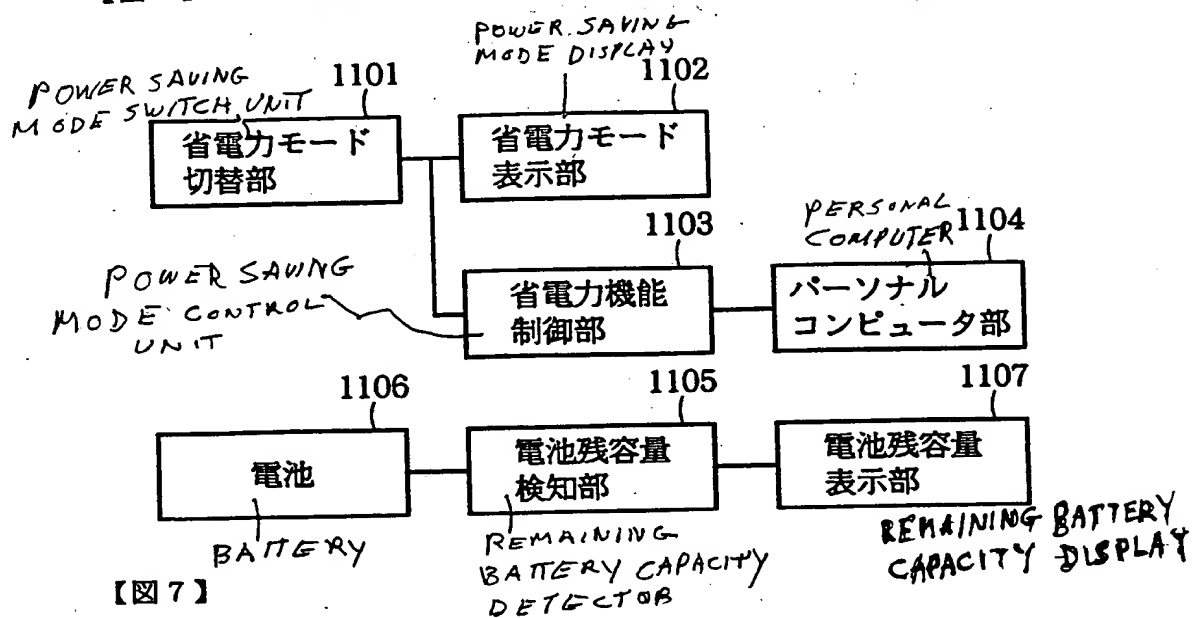 POWER SAVING
MODE DISPLAY
POWER SAVING
MODE SWITCH UNIT
1101
1102
省電力モード
切替部
省電力モード
表示部
1103
PERSONAL
COMPUTER
1104
POWER SAVING
MODE CONTROL
UNIT
省電力機能
制御部
パーソナル
コンピュータ部
1106
1105
1107
電池
電池残容量
検知部
電池残容量
表示部
BATTERY
REMAINING
BATTERY CAPACITY
DETECTOR
REMAINING BATTERY
CAPACITY DISPLAY
【図7】